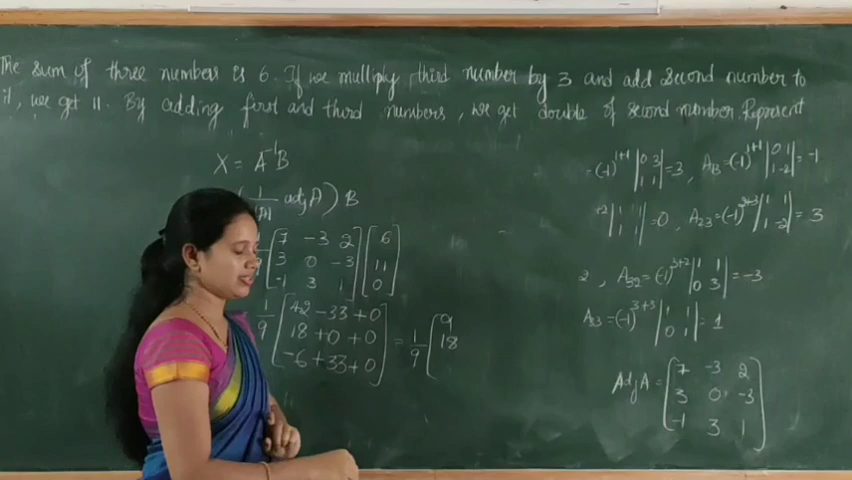 The sum of three numbers is 6. If we multiply third number by 3 and add second number to
it, we get 11. By adding first and third numbers, we get double of second number. Represent
X = A⁻¹B
(1/|A| adj A) B
[7 -3 2; 3 0 -3; -1 3 1] [6; 11; 0]
1/9 [42 - 33 + 0; 18 + 0 + 0; -6 + 33 + 0] = 1/9 [9; 18
= (-1)^{1+1} |0 3; 1 1| = 3, A₁₃ = (-1)^{1+1} |0 1; 1 -2| = -1
+2 |1 1; 1 1| = 0, A₂₃ = (-1)^{2+3} |1 1; 1 -2| = 3
2, A₃₂ = (-1)^{3+2} |1 1; 0 3| = -3
A₃₃ = (-1)^{3+3} |1 1; 0 1| = 1
Adj A = [7 -3 2; 3 0 -3; -1 3 1]